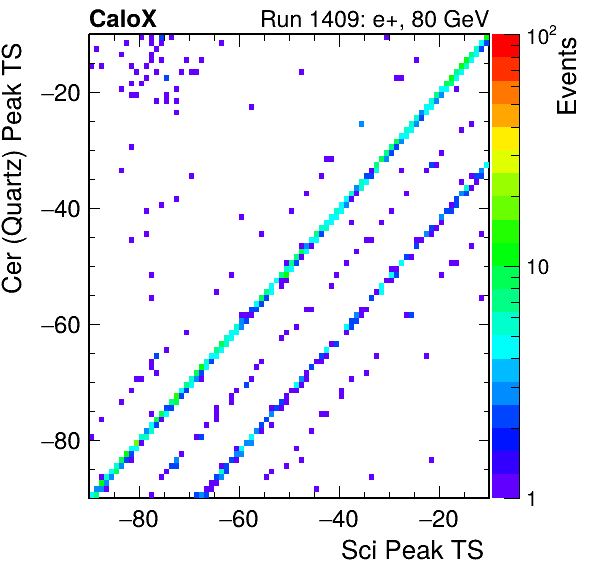 CaloX Run 1409: e+, 80 GeV
Cer (Quartz) Peak TS
−20
−40
−60
−80
−80 −60 −40 −20
Sci Peak TS
10²
10
1
Events